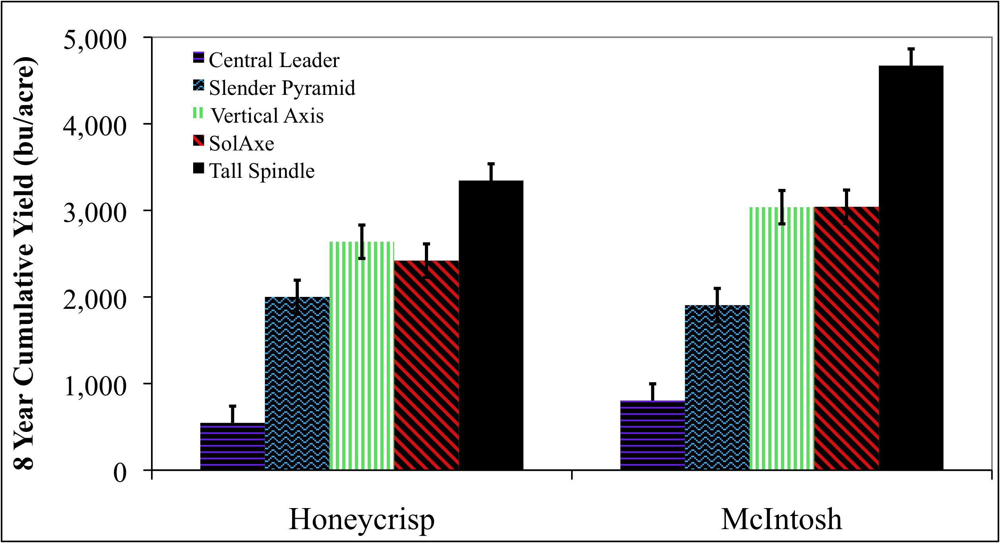 8 Year Cumulative Yield (bu/acre)
5,000
4,000
3,000
2,000
1,000
0
Central Leader
Slender Pyramid
Vertical Axis
SolAxe
Tall Spindle
Honeycrisp
McIntosh